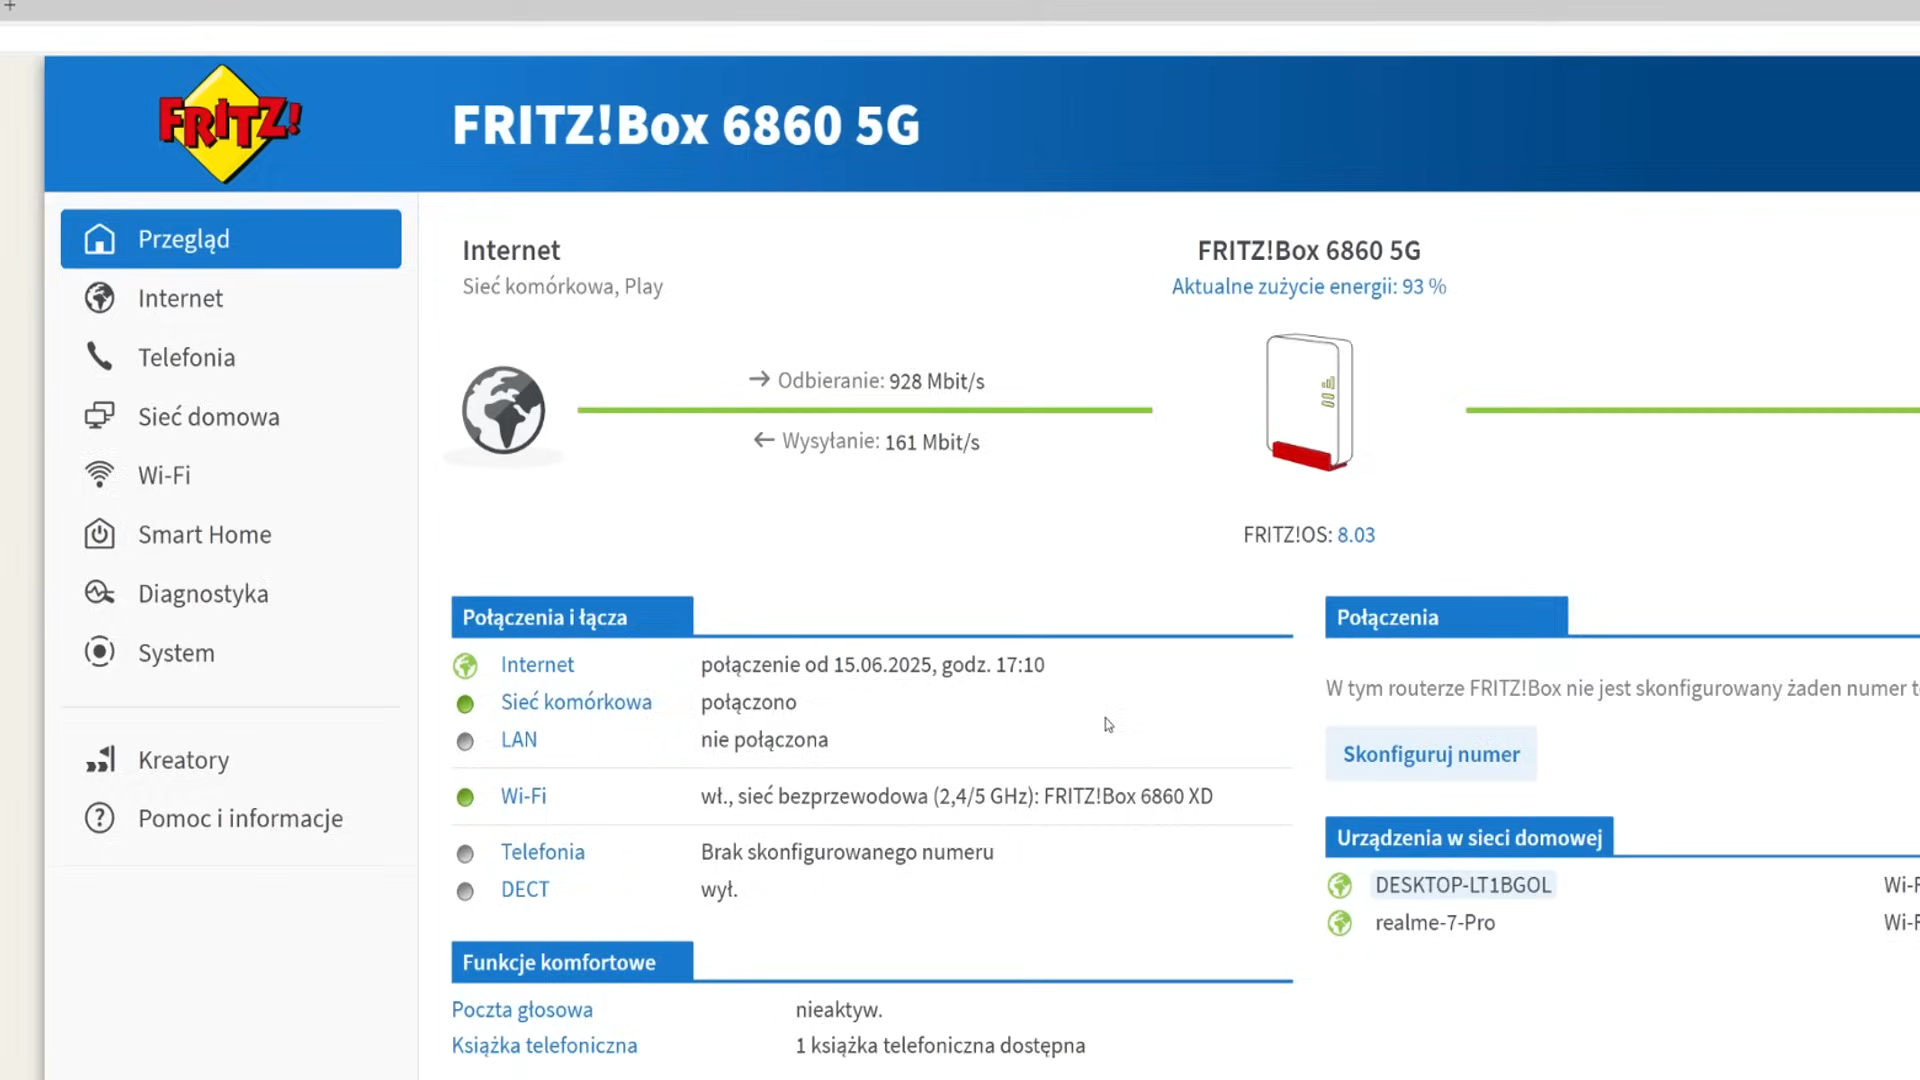 FRITZ!
FRITZ!Box 6860 5G
Przegląd
Internet
Telefonia
Sieć domowa
Wi-Fi
Smart Home
Diagnostyka
System
Kreatory
Pomoc i informacje
Internet
Sieć komórkowa, Play
Odbieranie: 928 Mbit/s
Wysyłanie: 161 Mbit/s
FRITZ!Box 6860 5G
Aktualne zużycie energii: 93 %
FRITZ!OS: 8.03
Połączenia i łącza
Internet połączenie od 15.06.2025, godz. 17:10
Sieć komórkowa połączono
LAN nie połączona
Wi-Fi wł., sieć bezprzewodowa (2,4/5 GHz): FRITZ!Box 6860 XD
Telefonia Brak skonfigurowanego numeru
DECT wył.
Funkcje komfortowe
Poczta głosowa nieaktyw.
Książka telefoniczna 1 książka telefoniczna dostępna
Połączenia
W tym routerze FRITZ!Box nie jest skonfigurowany żaden numer
Skonfiguruj numer
Urządzenia w sieci domowej
DESKTOP-LT1BGOL
realme-7-Pro